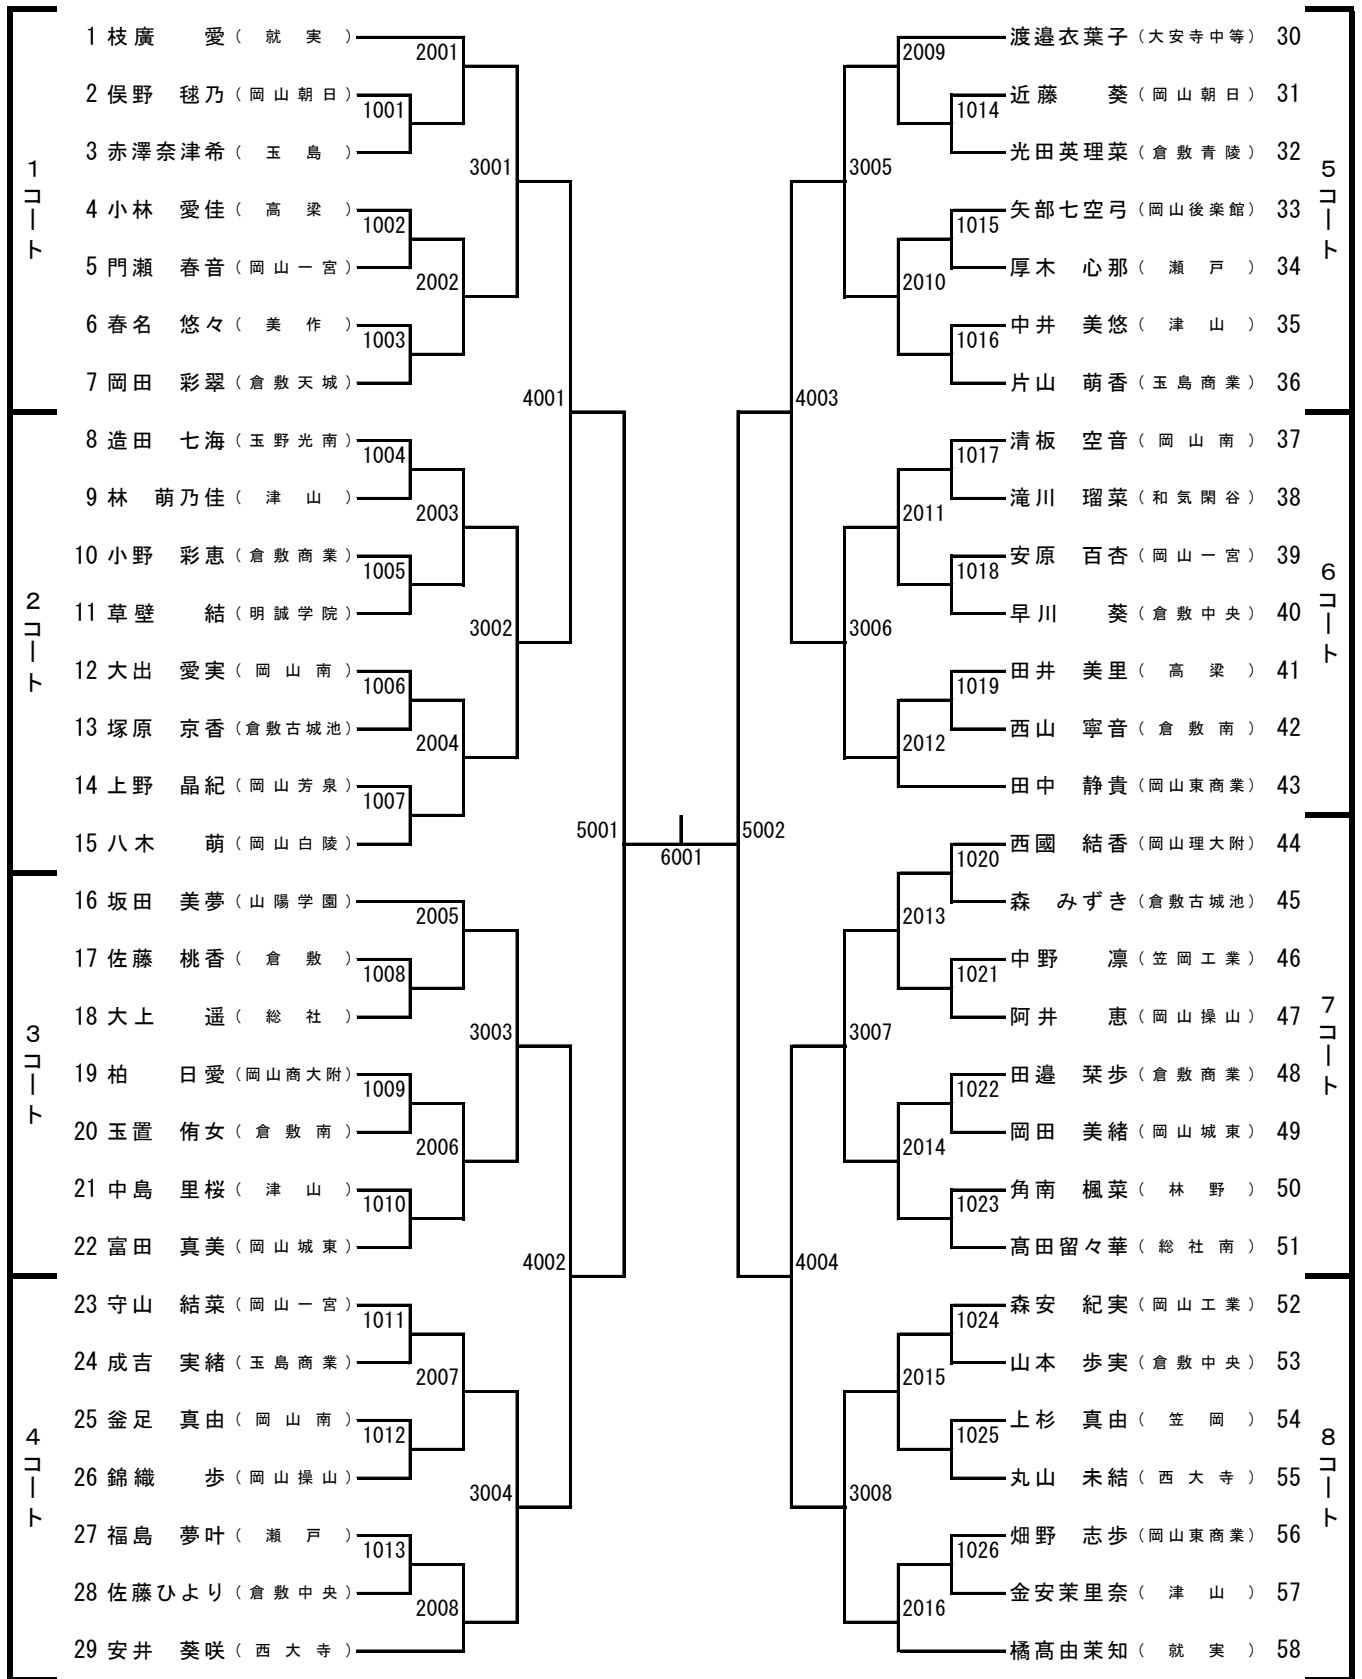 1コート
1 枝廣 愛 (就実)
2001
2 俣野 毬乃 (岡山朝日)
1001
3 赤澤奈津希 (玉島)
3001
4 小林 愛佳 (高梁)
1002
5 門瀬 春音 (岡山一宮)
2002
6 春名 悠々 (美作)
1003
7 岡田 彩翠 (倉敷天城)
4001
2コート
8 造田 七海 (玉野光南)
1004
9 林 萌乃佳 (津山)
2003
10 小野 彩恵 (倉敷商業)
1005
11 草壁 結 (明誠学院)
3002
12 大出 愛実 (岡山南)
1006
13 塚原 京香 (倉敷古城池)
2004
14 上野 晶紀 (岡山芳泉)
1007
15 八木 萌 (岡山白陵)
5001
3コート
16 坂田 美夢 (山陽学園)
2005
17 佐藤 桃香 (倉敷)
1008
18 大上 遥 (総社)
3003
19 柏 日愛 (岡山商大附)
1009
20 玉置 侑女 (倉敷南)
2006
21 中島 里桜 (津山)
1010
22 富田 真美 (岡山城東)
4002
4コート
23 守山 結菜 (岡山一宮)
1011
24 成吉 実緒 (玉島商業)
2007
25 釜足 真由 (岡山南)
1012
26 錦織 歩 (岡山操山)
3004
27 福島 夢叶 (瀬戸)
1013
28 佐藤ひより (倉敷中央)
2008
29 安井 葵咲 (西大寺)
6001
5コート
渡邉衣葉子 (大安寺中等) 30
2009
近藤 葵 (岡山朝日) 31
1014
光田英理菜 (倉敷青陵) 32
3005
矢部七空弓 (岡山後楽館) 33
1015
厚木 心那 (瀬戸) 34
2010
中井 美悠 (津山) 35
1016
片山 萌香 (玉島商業) 36
4003
6コート
清板 空音 (岡山南) 37
1017
滝川 瑠菜 (和気閑谷) 38
2011
安原 百杏 (岡山一宮) 39
1018
早川 葵 (倉敷中央) 40
3006
田井 美里 (高梁) 41
1019
西山 寧音 (倉敷南) 42
2012
田中 静貴 (岡山東商業) 43
5002
7コート
西國 結香 (岡山理大附) 44
1020
森 みずき (倉敷古城池) 45
2013
中野 凛 (笠岡工業) 46
1021
阿井 恵 (岡山操山) 47
3007
田邉 栞歩 (倉敷商業) 48
1022
岡田 美緒 (岡山城東) 49
2014
角南 楓菜 (林野) 50
1023
髙田留々華 (総社南) 51
4004
8コート
森安 紀実 (岡山工業) 52
1024
山本 歩実 (倉敷中央) 53
2015
上杉 真由 (笠岡) 54
1025
丸山 未結 (西大寺) 55
3008
畑野 志歩 (岡山東商業) 56
1026
金安茉里奈 (津山) 57
2016
橘髙由茉知 (就実) 58